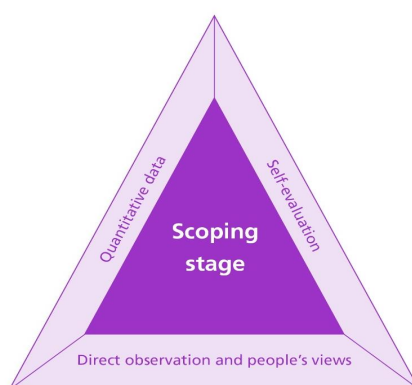 Quantitative data
Self-evaluation
Scoping
stage
Direct observation and people's views